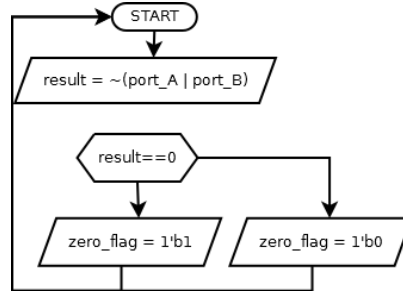 START
result = ~(port_A | port_B)
result==0
zero_flag = 1'b1
zero_flag = 1'b0